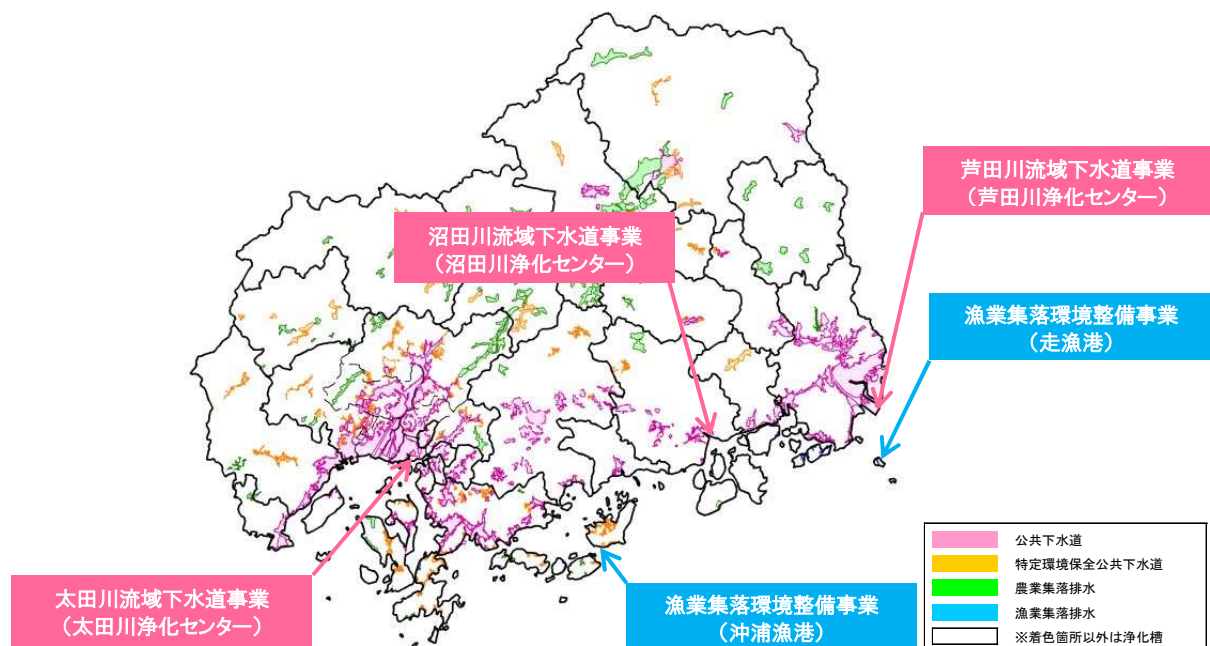 芦田川流域下水道事業
（芦田川浄化センター）
沼田川流域下水道事業
（沼田川浄化センター）
漁業集落環境整備事業
（走漁港）
太田川流域下水道事業
（太田川浄化センター）
漁業集落環境整備事業
（沖浦漁港）
公共下水道
特定環境保全公共下水道
農業集落排水
漁業集落排水
※着色箇所以外は浄化槽